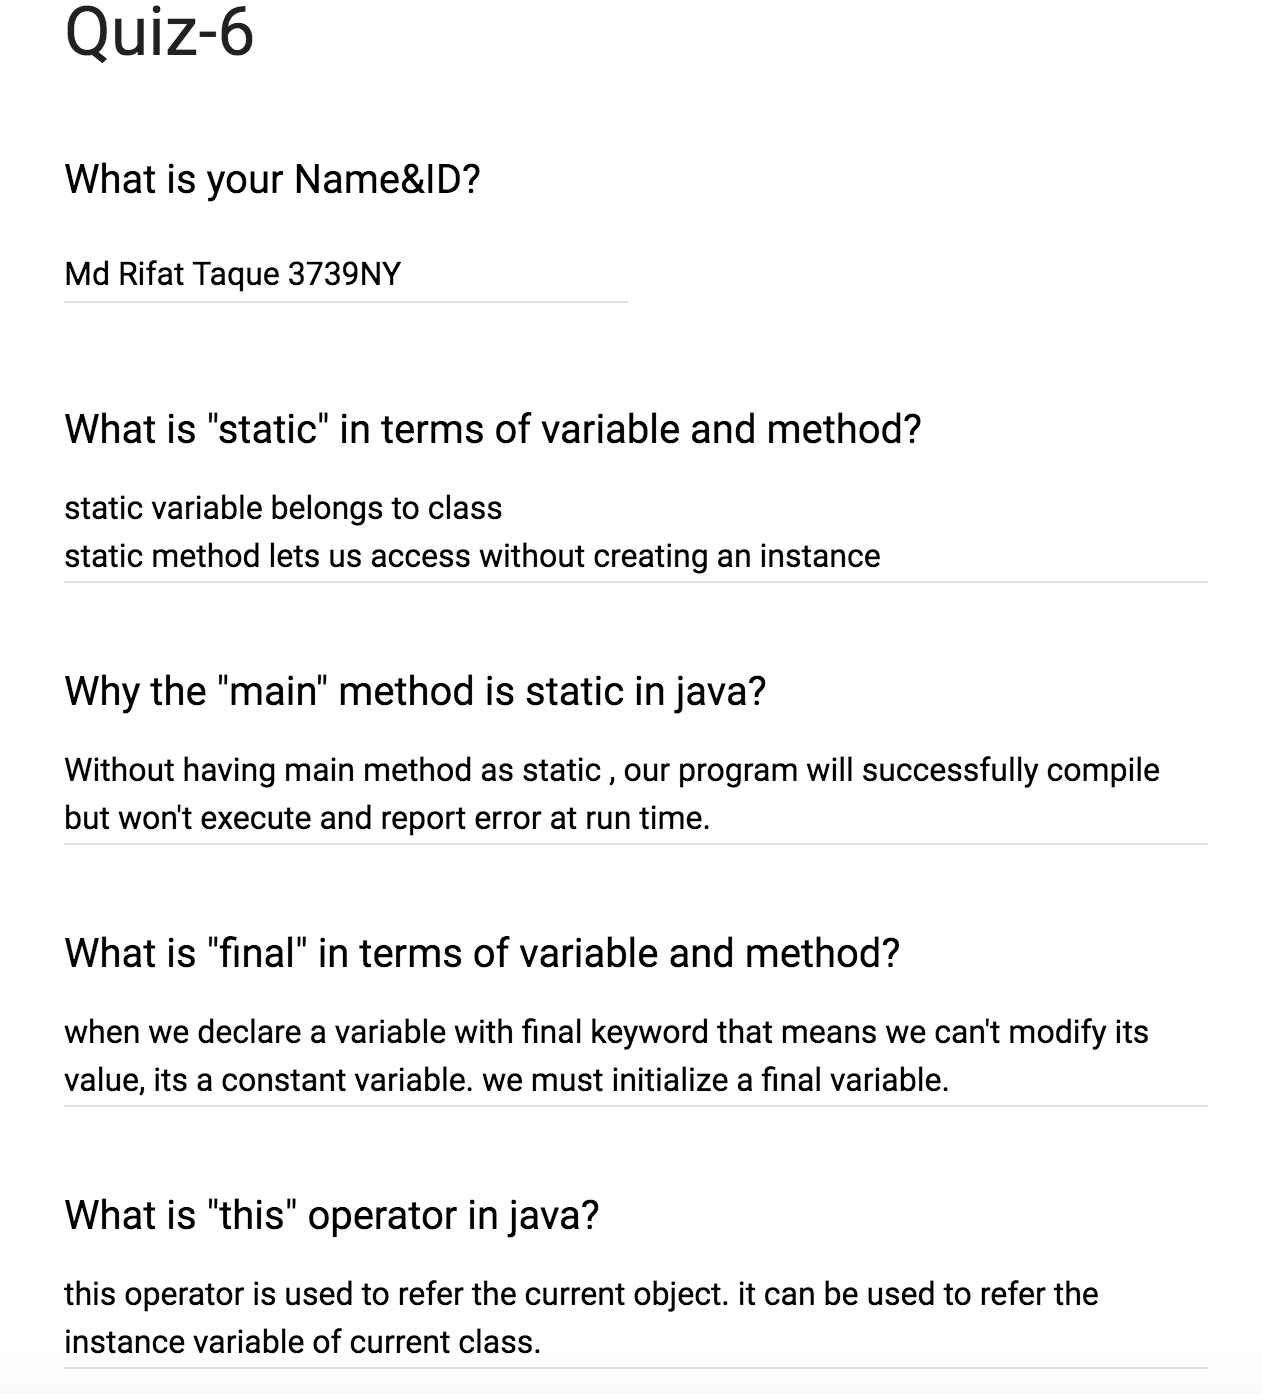 Quiz-6
What is your Name&ID?
Md Rifat Taque 3739NY
What is "static" in terms of variable and method?
static variable belongs to class
static method lets us access without creating an instance
Why the "main" method is static in java?
Without having main method as static , our program will successfully compile
but won't execute and report error at run time.
What is "final" in terms of variable and method?
when we declare a variable with final keyword that means we can't modify its
value, its a constant variable. we must initialize a final variable.
What is "this" operator in java?
this operator is used to refer the current object. it can be used to refer the
instance variable of current class.